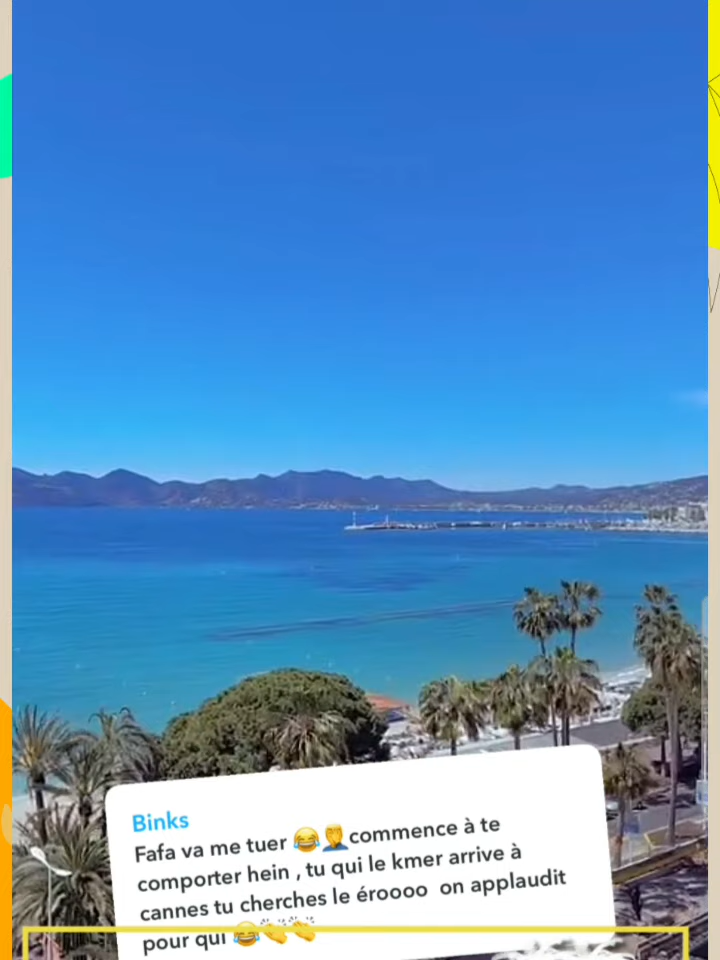 Binks
Fafa va me tuer 😂🤦‍♂️commence à te
comporter hein , tu qui le kmer arrive à
cannes tu cherches le éroooo on applaudit
pour qui 😂👏👏